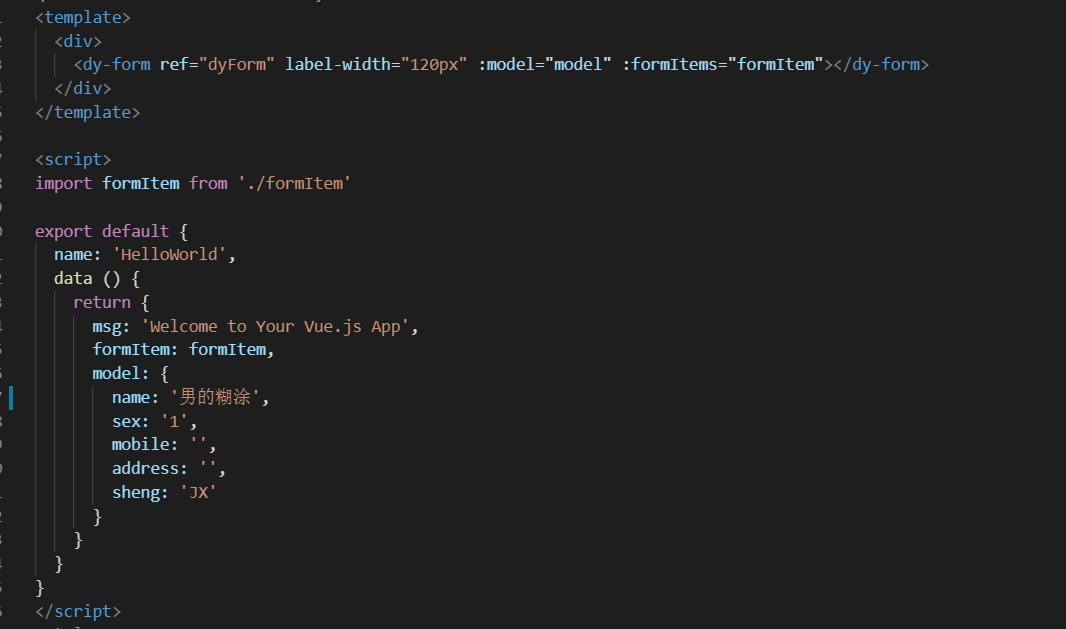 <template>
<div>
<dy-form ref="dyForm" label-width="120px" :model="model" :formItems="formItem"></dy-form>
</div>
</template>
<script>
import formItem from './formItem'
export default {
name: 'HelloWorld',
data () {
return {
msg: 'Welcome to Your Vue.js App',
formItem: formItem,
model: {
name: '男的糊涂',
sex: '1',
mobile: '',
address: '',
sheng: 'JX'
}
}
}
}
</script>